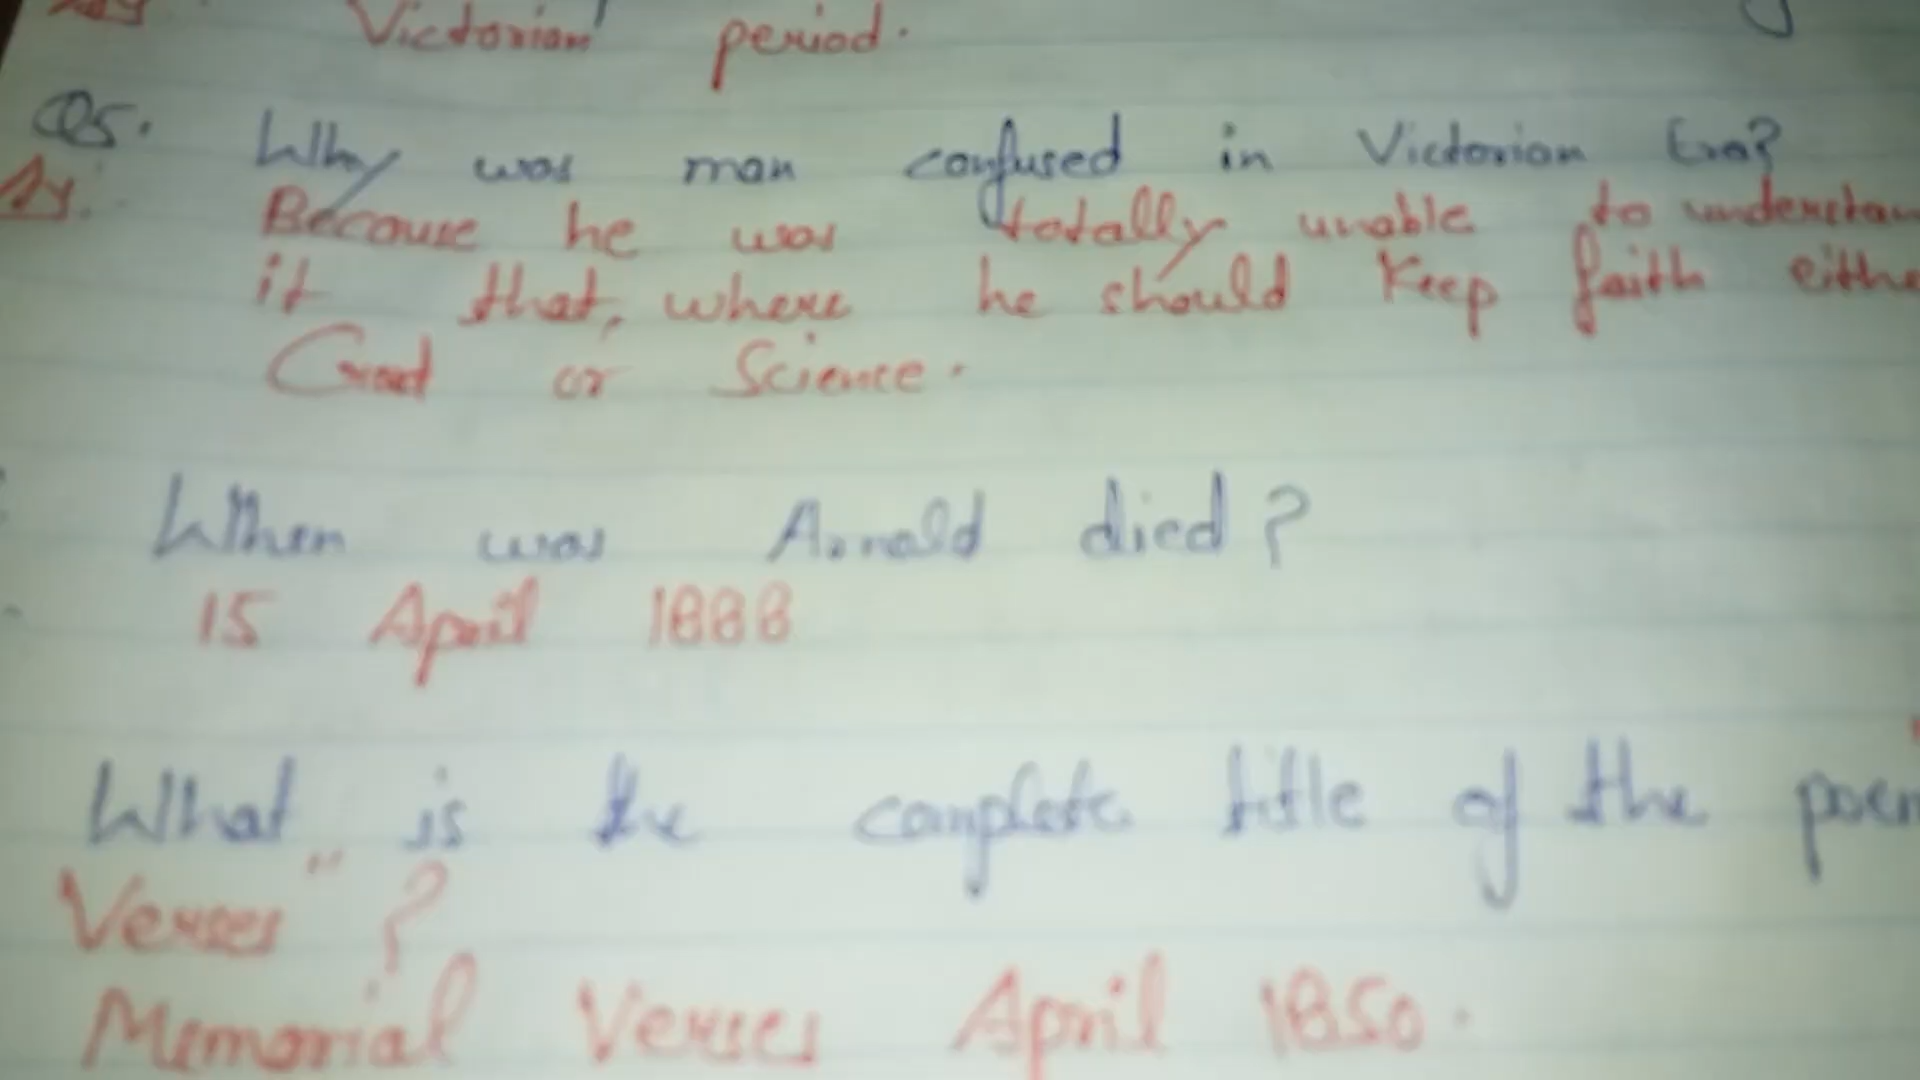 Victorian period.
Q5. Why was man confused in Victorian Era?
Because he was totally unable to understan
it that, where he should keep faith eithe
God or Science.
When was Arnold died?
15 April 1888
What is the complete title of the poem
Verses"?
Memorial Verses April 1850.